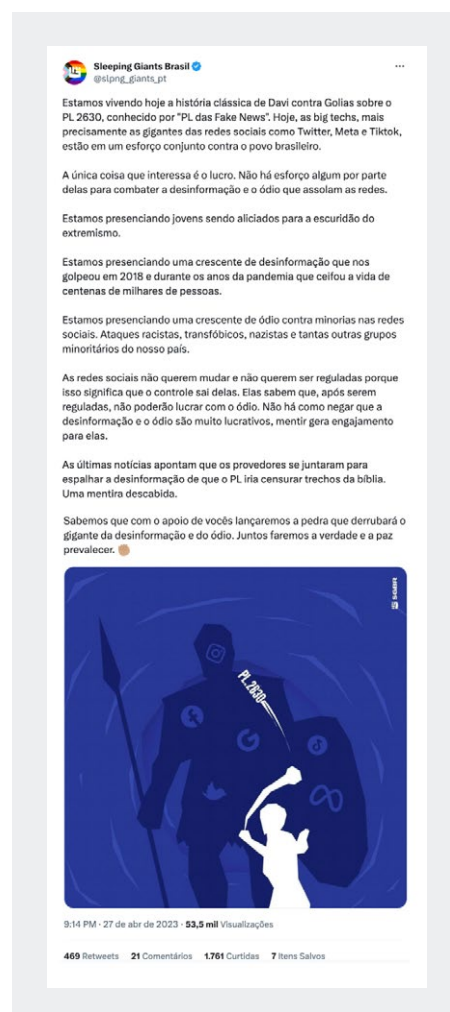 Sleeping Giants Brasil
@slpng_giants_pt
Estamos vivendo hoje a história clássica de Davi contra Golias sobre o
PL 2630, conhecido por "PL das Fake News". Hoje, as big techs, mais
precisamente as gigantes das redes sociais como Twitter, Meta e Tiktok,
estão em um esforço conjunto contra o povo brasileiro.
A única coisa que interessa é o lucro. Não há esforço algum por parte
delas para combater a desinformação e o ódio que assolam as redes.
Estamos presenciando jovens sendo aliciados para a escuridão do
extremismo.
Estamos presenciando uma crescente de desinformação que nos
golpeou em 2018 e durante os anos da pandemia que ceifou a vida de
centenas de milhares de pessoas.
Estamos presenciando uma crescente de ódio contra minorias nas redes
sociais. Ataques racistas, transfóbicos, nazistas e tantas outras grupos
minoritários do nosso país.
As redes sociais não querem mudar e não querem ser reguladas porque
isso significa que o controle sai delas. Elas sabem que, após serem
reguladas, não poderão lucrar com o ódio. Não há como negar que a
desinformação e o ódio são muito lucrativos, mentir gera engajamento
para elas.
As últimas notícias apontam que os provedores se juntaram para
espalhar a desinformação de que o PL iria censurar trechos da bíblia.
Uma mentira descabida.
Sabemos que com o apoio de vocês lançaremos a pedra que derrubará o
gigante da desinformação e do ódio. Juntos faremos a verdade e a paz
prevalecer.
SGBR
PL.2630
9:14 PM · 27 de abr de 2023 · 53,5 mil Visualizações
469 Retweets 21 Comentários 1.761 Curtidas 7 Itens Salvos